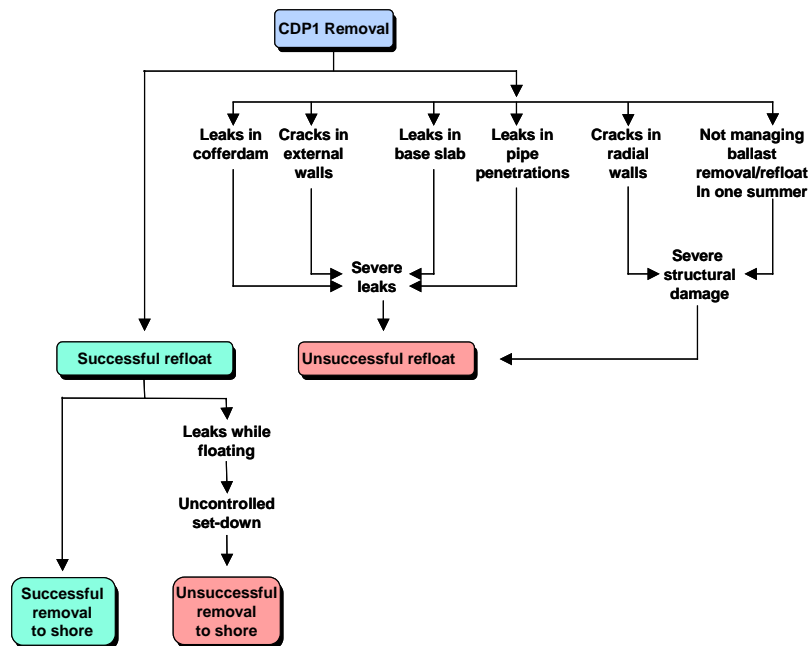 CDP1 Removal
Leaks in
cofferdam
Cracks in
external
walls
Leaks in
base slab
Leaks in
pipe
penetrations
Cracks in
radial
walls
Not managing
ballast
removal/refloat
In one summer
Severe
leaks
Severe
structural
damage
Successful refloat
Unsuccessful refloat
Leaks while
floating
Uncontrolled
set-down
Successful
removal
to shore
Unsuccessful
removal
to shore